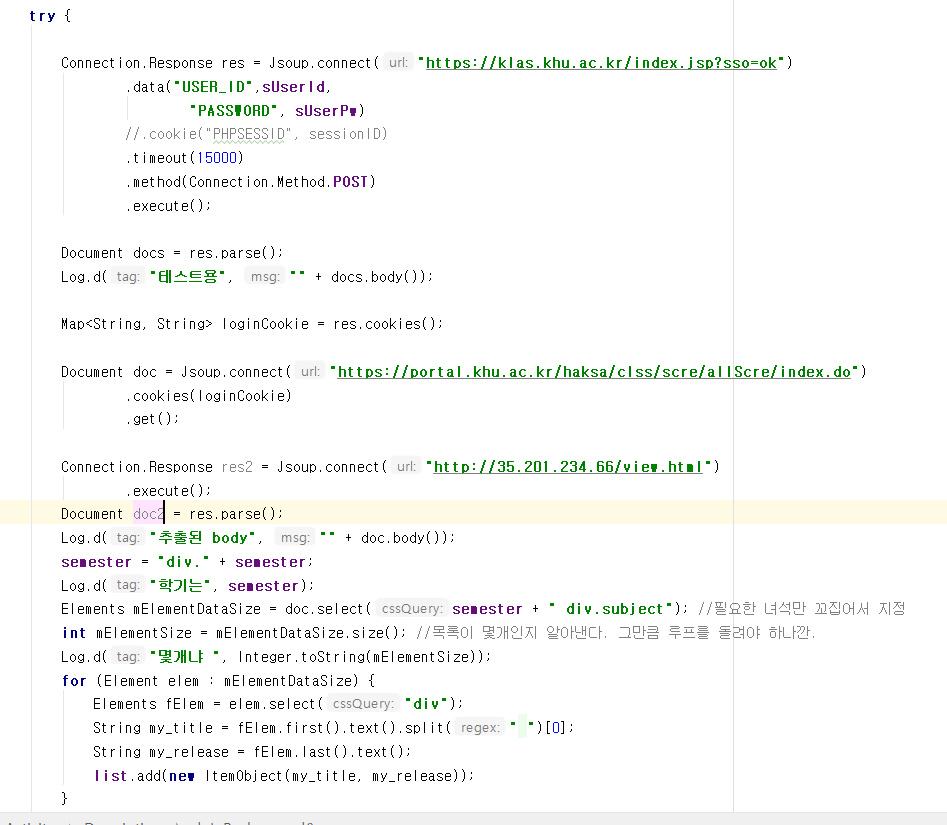 try {
Connection.Response res = Jsoup.connect( url: "https://klas.khu.ac.kr/index.jsp?sso=ok")
.data("USER_ID",sUserId,
"PASSWORD", sUserPw)
//.cookie("PHPSESSID", sessionID)
.timeout(15000)
.method(Connection.Method.POST)
.execute();
Document docs = res.parse();
Log.d( tag: "테스트용", msg: "" + docs.body());
Map<String, String> loginCookie = res.cookies();
Document doc = Jsoup.connect( url: "https://portal.khu.ac.kr/haksa/clss/scre/allScre/index.do")
.cookies(loginCookie)
.get();
Connection.Response res2 = Jsoup.connect( url: "http://35.201.234.66/view.html")
.execute();
Document doc2 = res.parse();
Log.d( tag: "추출된 body", msg: "" + doc.body());
semester = "div." + semester;
Log.d( tag: "학기는", semester);
Elements mElementDataSize = doc.select( cssQuery: semester + " div.subject"); //필요한 녀석만 꼬집어서 지정
int mElementSize = mElementDataSize.size(); //목록이 몇개인지 알아낸다. 그만큼 루프를 돌려야 하나깐.
Log.d( tag: "몇개냐 ", Integer.toString(mElementSize));
for (Element elem : mElementDataSize) {
Elements fElem = elem.select( cssQuery: "div");
String my_title = fElem.first().text().split( regex: " ")[0];
String my_release = fElem.last().text();
list.add(new ItemObject(my_title, my_release));
}